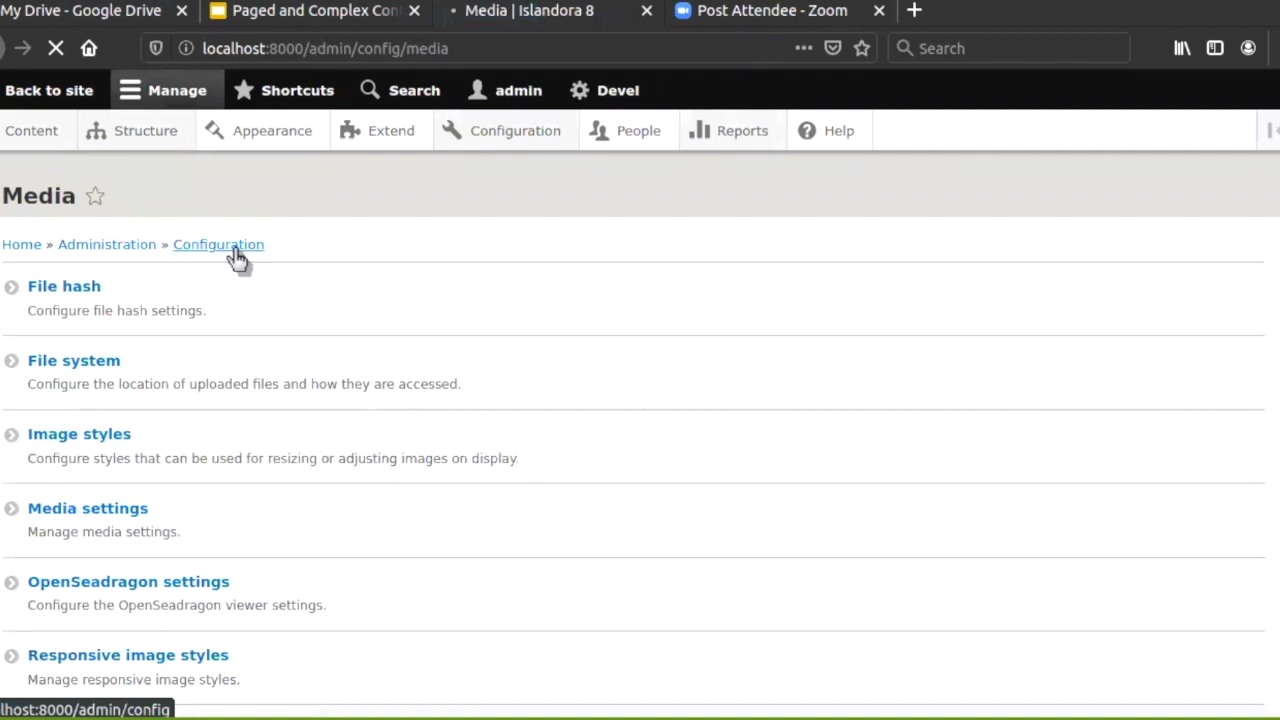 My Drive - Google Drive
Paged and Complex Con
Media | Islandora 8
Post Attendee - Zoom
localhost:8000/admin/config/media
Search
Back to site
Manage
Shortcuts
Search
admin
Devel
Content
Structure
Appearance
Extend
Configuration
People
Reports
Help
Media
Home » Administration » Configuration
File hash
Configure file hash settings.
File system
Configure the location of uploaded files and how they are accessed.
Image styles
Configure styles that can be used for resizing or adjusting images on display.
Media settings
Manage media settings.
OpenSeadragon settings
Configure the OpenSeadragon viewer settings.
Responsive image styles
Manage responsive image styles.
lhost:8000/admin/config